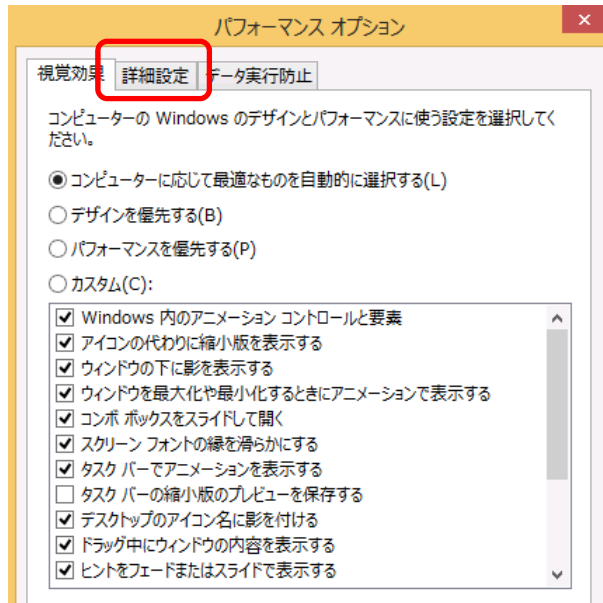 パフォーマンス オプション
視覚効果 詳細設定 データ実行防止
コンピューターの Windows のデザインとパフォーマンスに使う設定を選択してく
ださい。
コンピューターに応じて最適なものを自動的に選択する(L)
デザインを優先する(B)
パフォーマンスを優先する(P)
カスタム(C):
Windows 内のアニメーション コントロールと要素
アイコンの代わりに縮小版を表示する
ウィンドウの下に影を表示する
ウィンドウを最大化や最小化するときにアニメーションで表示する
コンボ ボックスをスライドして開く
スクリーン フォントの縁を滑らかにする
タスク バーでアニメーションを表示する
タスク バーの縮小版のプレビューを保存する
デスクトップのアイコン名に影を付ける
ドラッグ中にウィンドウの内容を表示する
ヒントをフェードまたはスライドで表示する